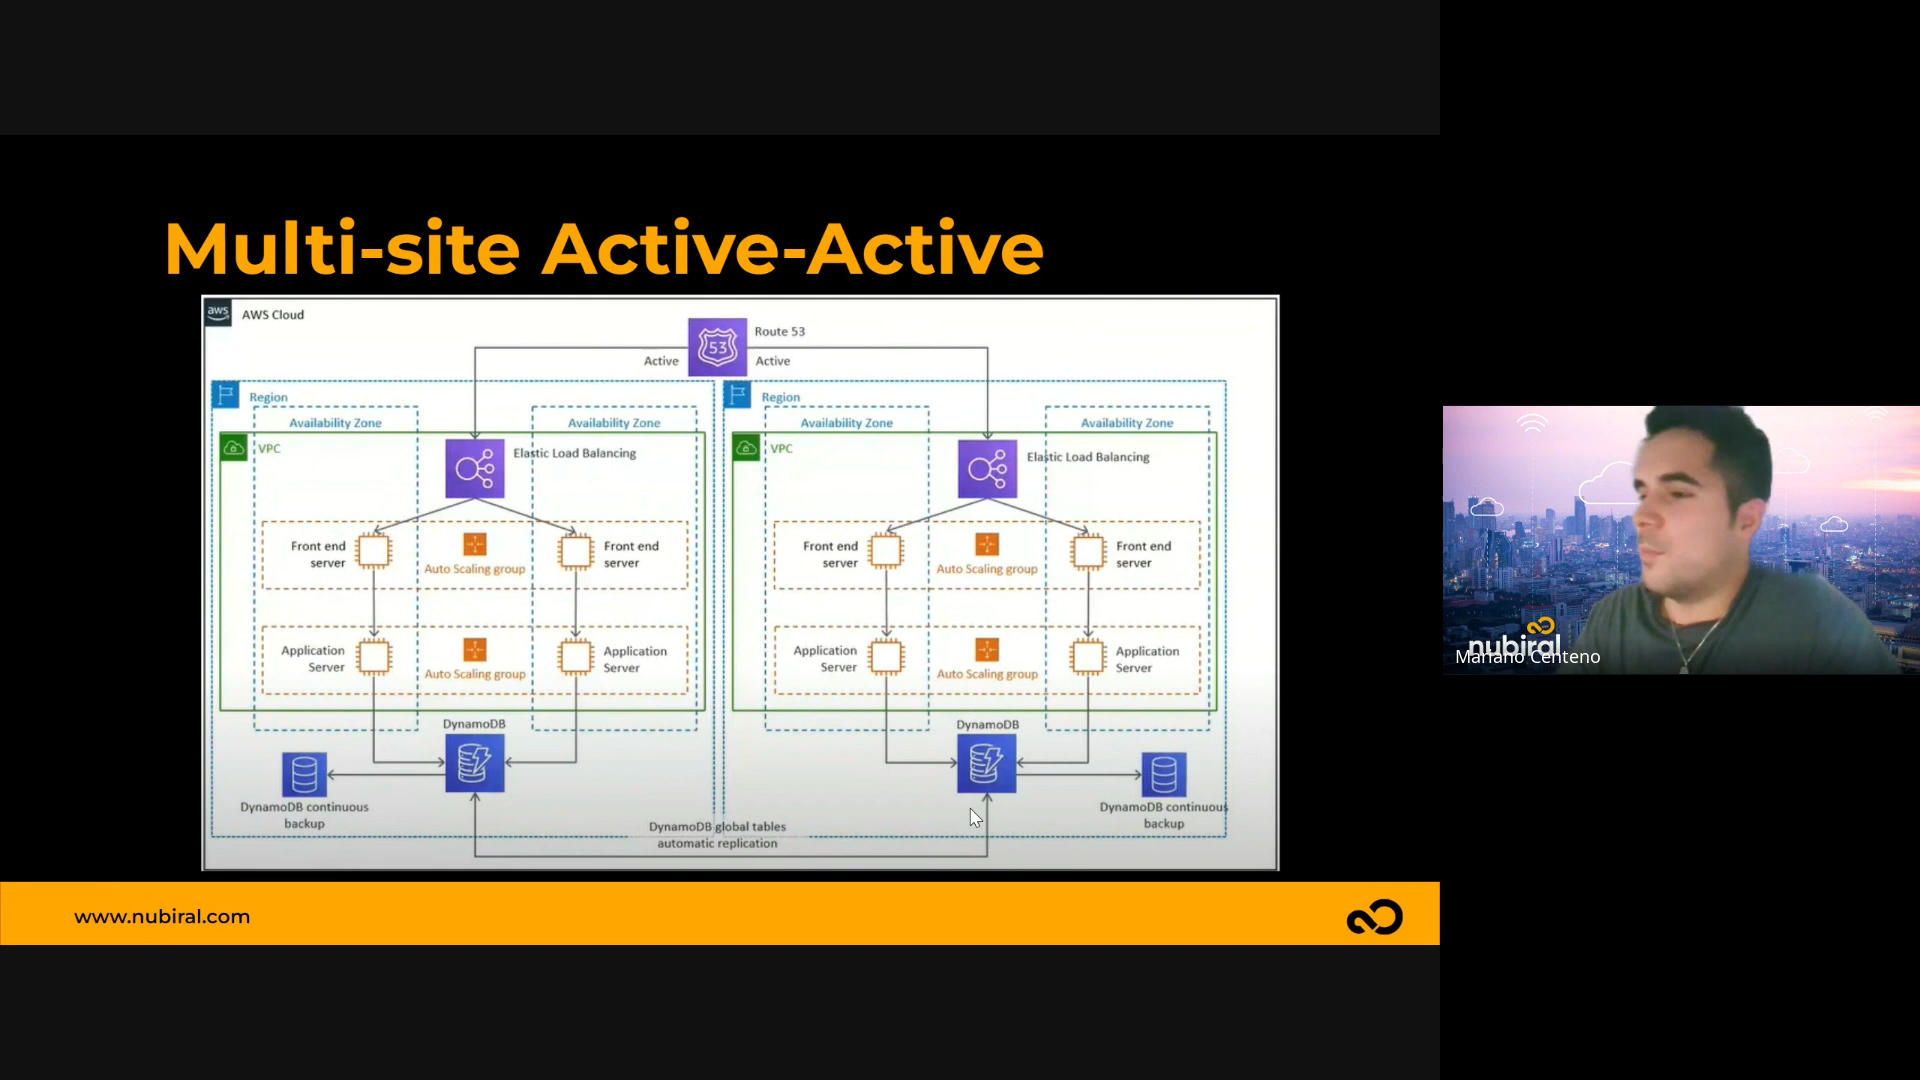 Multi-site Active-Active
aws
AWS Cloud
Route 53
53
Active
Active
Region
Availability Zone
Availability Zone
VPC
Elastic Load Balancing
Front end
server
Auto Scaling group
Front end
server
Application
Server
Auto Scaling group
Application
Server
DynamoDB
DynamoDB continuous
backup
Region
Availability Zone
Availability Zone
VPC
Elastic Load Balancing
Front end
server
Auto Scaling group
Front end
server
Application
Server
Auto Scaling group
Application
Server
DynamoDB
DynamoDB continuous
backup
DynamoDB global tables
automatic replication
www.nubiral.com
nubiral
Mariano Centeno